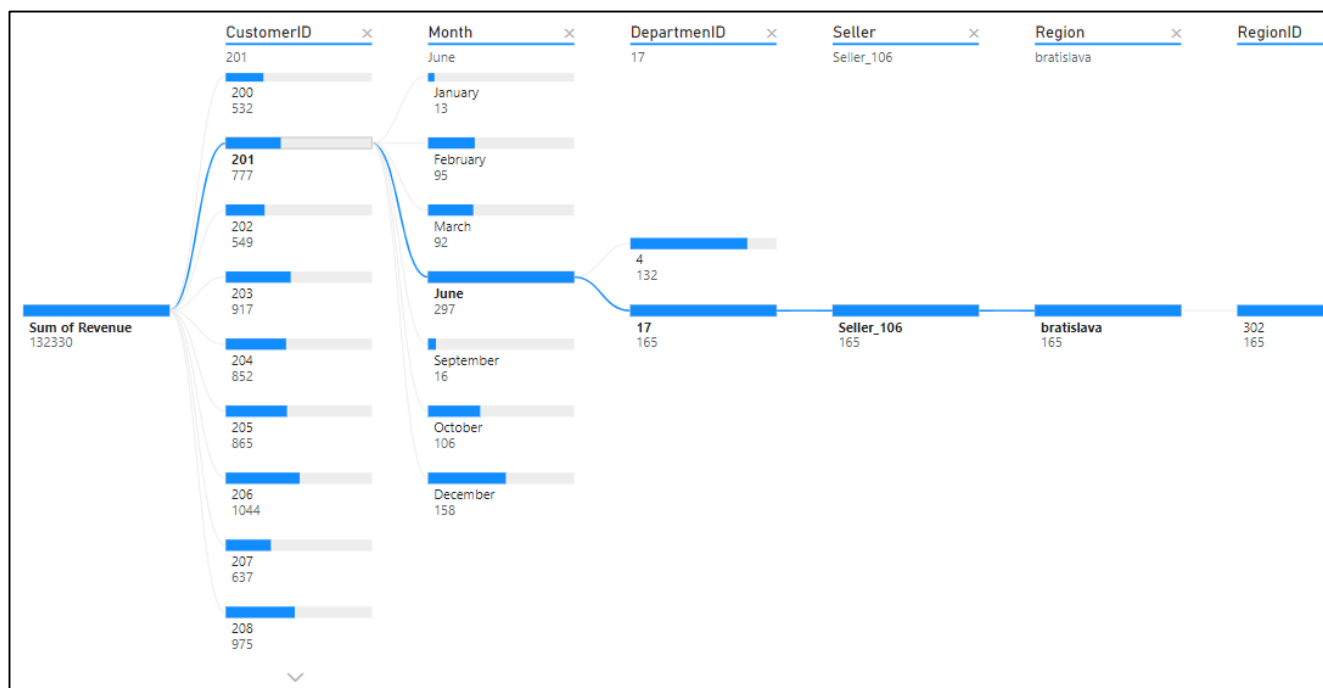 CustomerID
Month
DepartmenID
Seller
Region
RegionID
201
June
17
Seller_106
bratislava
200
532
201
777
202
549
203
917
204
852
205
865
206
1044
207
637
208
975
January
13
February
95
March
92
June
297
September
16
October
106
December
158
4
132
17
165
Seller_106
165
bratislava
165
302
165
Sum of Revenue
132330